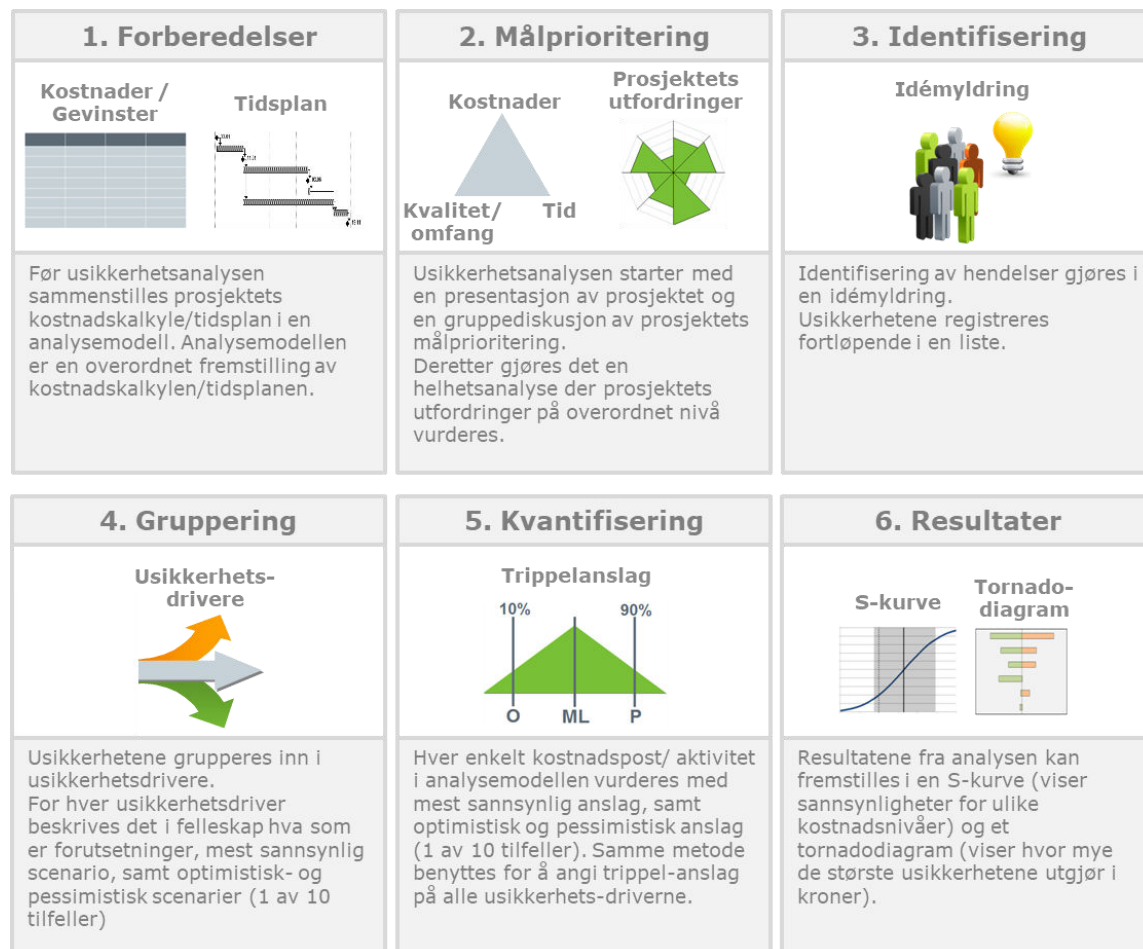 1. Forberedelser
Kostnader /
Gevinster
Tidsplan
Før usikkerhetsanalysen
sammenstilles prosjektets
kostnadskalkyle/tidsplan i en
analysemodell. Analysemodellen
er en overordnet fremstilling av
kostnadskalkylen/tidsplanen.
2. Målprioritering
Kostnader
Kvalitet/
omfang
Tid
Prosjektets
utfordringer
Usikkerhetsanalysen starter med
en presentasjon av prosjektet og
en gruppediskusjon av prosjektets
målprioritering.
Deretter gjøres det en
helhetsanalyse der prosjektets
utfordringer på overordnet nivå
vurderes.
3. Identifisering
Idémyldring
Identifisering av hendelser gjøres i
en idémyldring.
Usikkerhetene registreres
fortløpende i en liste.
4. Gruppering
Usikkerhets-
drivere
Usikkerhetene grupperes inn i
usikkerhetsdrivere.
For hver usikkerhetsdriver
beskrives det i felleskap hva som
er forutsetninger, mest sannsynlig
scenario, samt optimistisk- og
pessimistisk scenarier (1 av 10
tilfeller)
5. Kvantifisering
Trippelanslag
10% 90%
O ML P
Hver enkelt kostnadspost/ aktivitet
i analysemodellen vurderes med
mest sannsynlig anslag, samt
optimistisk og pessimistisk anslag
(1 av 10 tilfeller). Samme metode
benyttes for å angi trippel-anslag
på alle usikkerhets-driverne.
6. Resultater
S-kurve
Tornado-
diagram
Resultatene fra analysen kan
fremstilles i en S-kurve (viser
sannsynligheter for ulike
kostnadsnivåer) og et
tornadodiagram (viser hvor mye
de største usikkerhetene utgjør i
kroner).